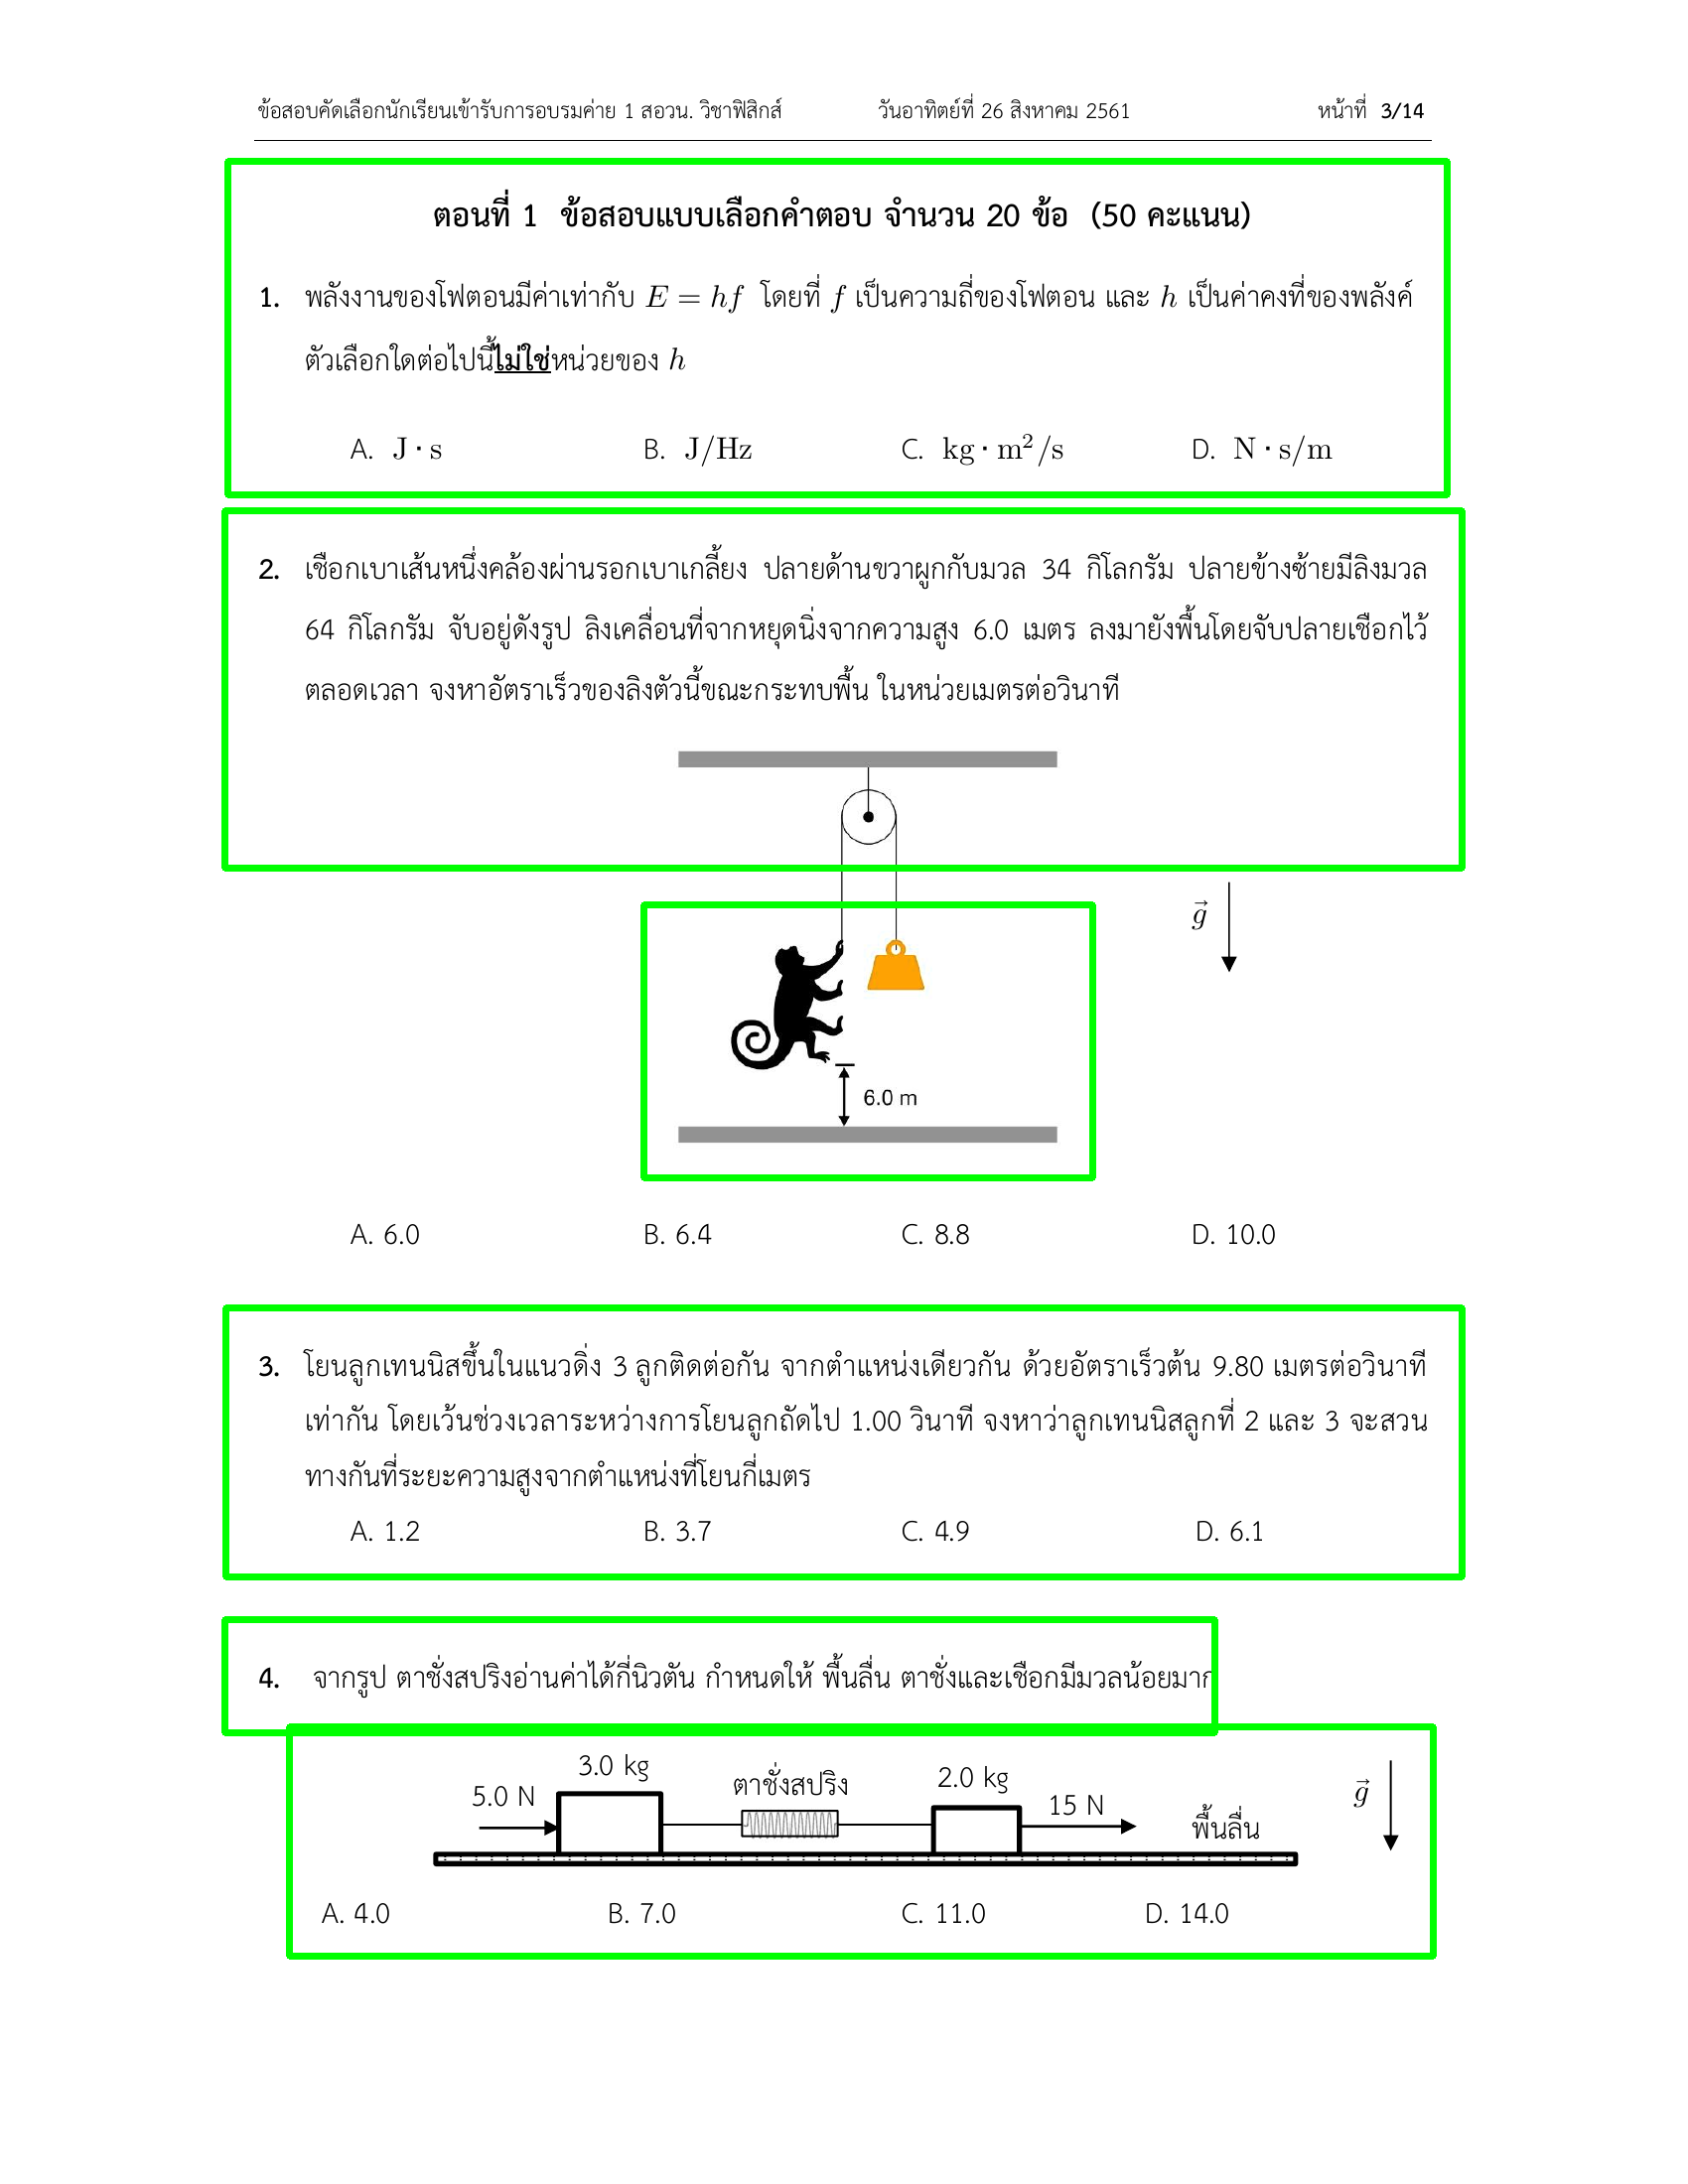 ข้อสอบคัดเลือกนักเรียนเข้ารับการอบรมค่าย 1 สอวน. วิชาฟิสิกส์ วันอาทิตย์ที่ 26 สิงหาคม 2561 หน้าที่ 3/14
ตอนที่ 1 ข้อสอบแบบเลือกคำตอบ จำนวน 20 ข้อ (50 คะแนน)
1. พลังงานของโฟตอนมีค่าเท่ากับ E = hf โดยที่ f เป็นความถี่ของโฟตอน และ h เป็นค่าคงที่ของพลังค์
ตัวเลือกใดต่อไปนี้ไม่ใช่หน่วยของ h
A. J · s B. J/Hz C. kg · m²/s D. N · s/m
2. เชือกเบาเส้นหนึ่งคล้องผ่านรอกเบาเกลี้ยง ปลายด้านขวาผูกกับมวล 34 กิโลกรัม ปลายข้างซ้ายมีลิงมวล
64 กิโลกรัม จับอยู่ดังรูป ลิงเคลื่อนที่จากหยุดนิ่งจากความสูง 6.0 เมตร ลงมายังพื้นโดยจับปลายเชือกไว้
ตลอดเวลา จงหาอัตราเร็วของลิงตัวนี้ขณะกระทบพื้น ในหน่วยเมตรต่อวินาที
g⃗
6.0 m
A. 6.0 B. 6.4 C. 8.8 D. 10.0
3. โยนลูกเทนนิสขึ้นในแนวดิ่ง 3 ลูกติดต่อกัน จากตำแหน่งเดียวกัน ด้วยอัตราเร็วต้น 9.80 เมตรต่อวินาที
เท่ากัน โดยเว้นช่วงเวลาระหว่างการโยนลูกถัดไป 1.00 วินาที จงหาว่าลูกเทนนิสลูกที่ 2 และ 3 จะสวน
ทางกันที่ระยะความสูงจากตำแหน่งที่โยนกี่เมตร
A. 1.2 B. 3.7 C. 4.9 D. 6.1
4. จากรูป ตาชั่งสปริงอ่านค่าได้กี่นิวตัน กำหนดให้ พื้นลื่น ตาชั่งและเชือกมีมวลน้อยมาก
5.0 N 3.0 kg ตาชั่งสปริง 2.0 kg 15 N พื้นลื่น g⃗
A. 4.0 B. 7.0 C. 11.0 D. 14.0